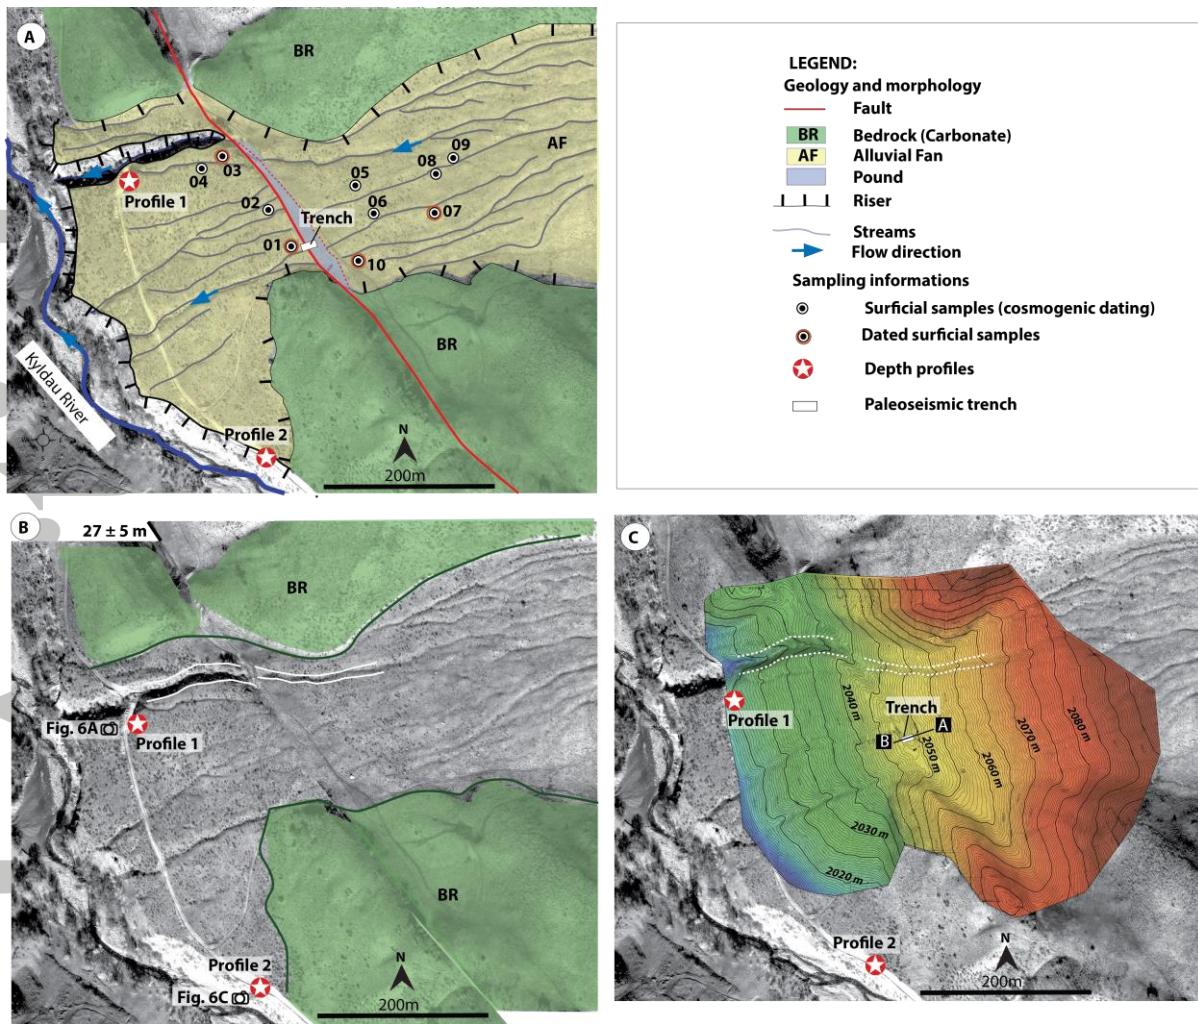 A
BR
AF
09
08
05
03
04
Profile 1
02
06
07
Trench
01
10
BR
Kyldau River
Profile 2
N
200m
LEGEND:
Geology and morphology
Fault
BR Bedrock (Carbonate)
AF Alluvial Fan
Pound
Riser
Streams
Flow direction
Sampling informations
Surficial samples (cosmogenic dating)
Dated surficial samples
Depth profiles
Paleoseismic trench
B
27 ± 5 m
BR
Fig. 6A
Profile 1
BR
Profile 2
Fig. 6C
N
200m
C
Profile 1
2040 m
Trench
A
B
2050 m
2060 m
2070 m
2080 m
2030 m
2020 m
Profile 2
N
200m